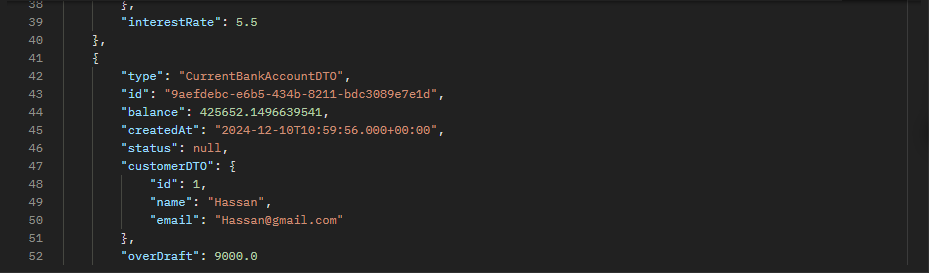 38 },
39 "interestRate": 5.5
40 },
41 {
42 "type": "CurrentBankAccountDTO",
43 "id": "9aefdebc-e6b5-434b-8211-bdc3089e7e1d",
44 "balance": 425652.1496639541,
45 "createdAt": "2024-12-10T10:59:56.000+00:00",
46 "status": null,
47 "customerDTO": {
48 "id": 1,
49 "name": "Hassan",
50 "email": "Hassan@gmail.com"
51 },
52 "overDraft": 9000.0